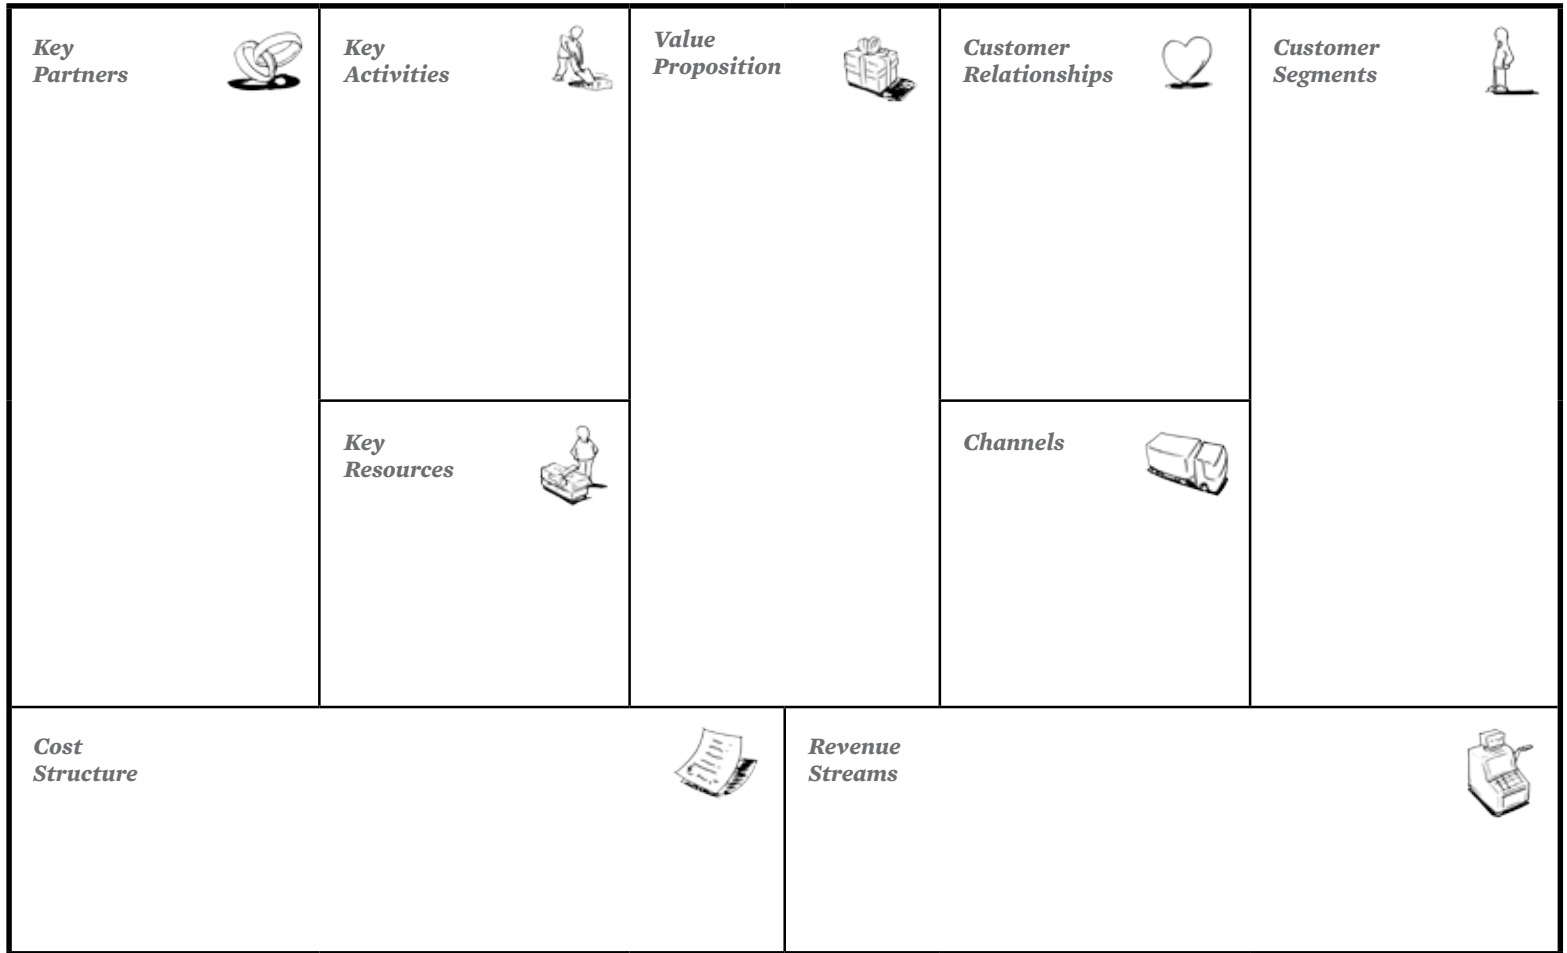 Key
Partners
Key
Activities
Value
Proposition
Customer
Relationships
Customer
Segments
Key
Resources
Channels
Cost
Structure
Revenue
Streams